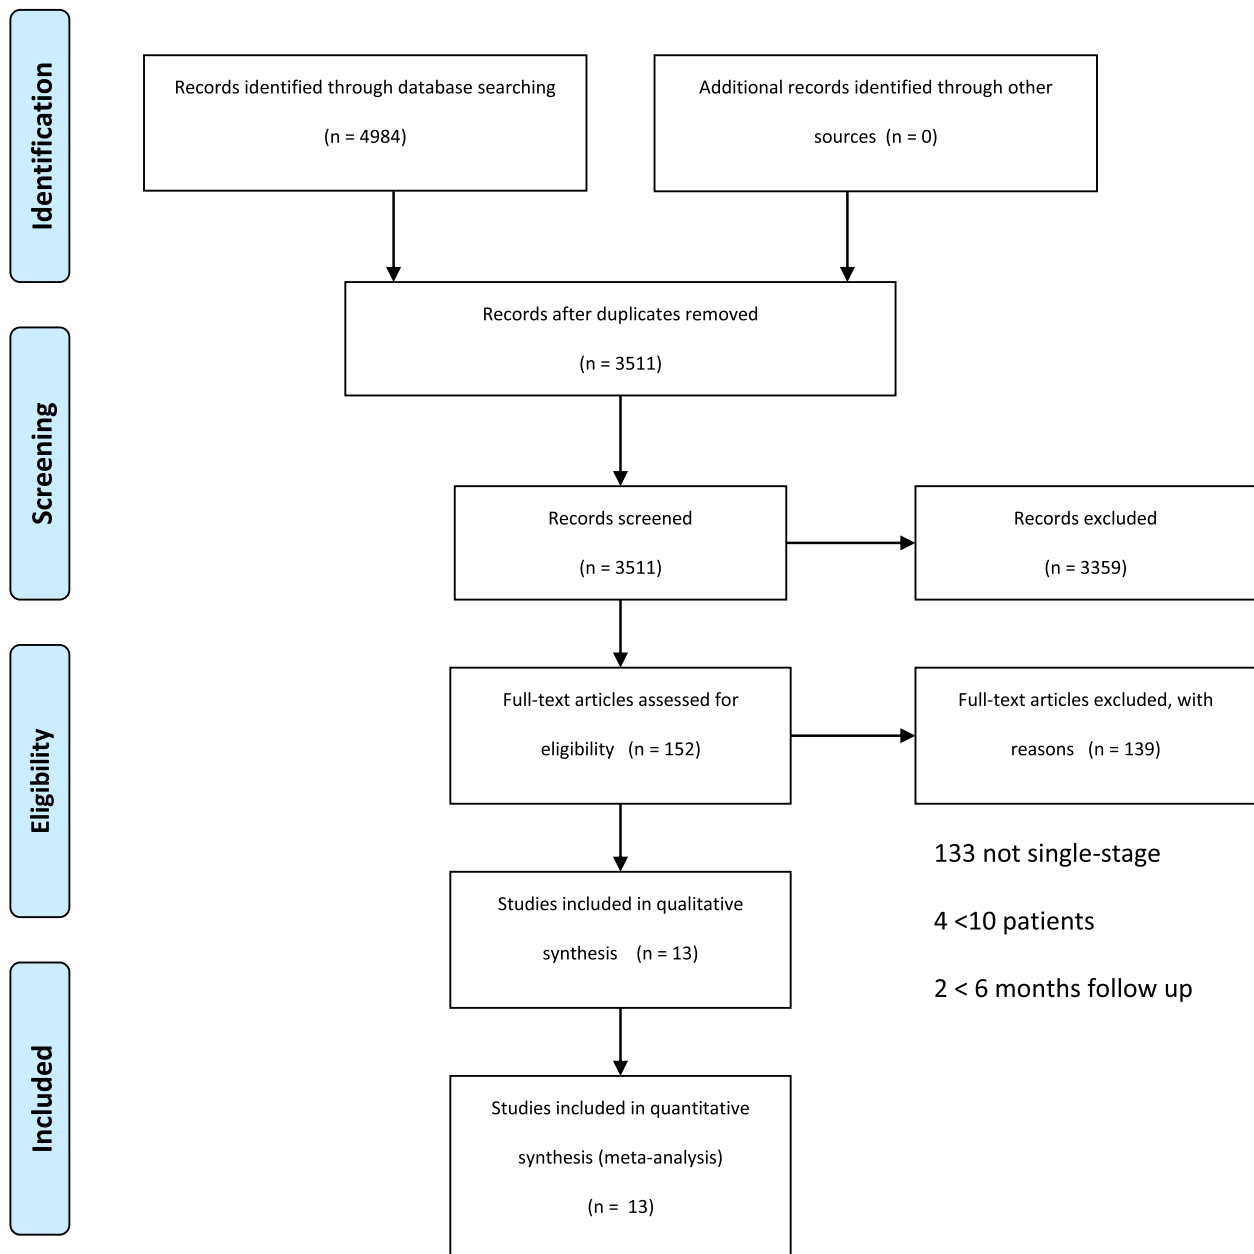 Identification
Records identified through database searching
(n = 4984)
Additional records identified through other
sources (n = 0)
Records after duplicates removed
(n = 3511)
Screening
Records screened
(n = 3511)
Records excluded
(n = 3359)
Eligibility
Full-text articles assessed for
eligibility (n = 152)
Full-text articles excluded, with
reasons (n = 139)
133 not single-stage
4 <10 patients
2 < 6 months follow up
Studies included in qualitative
synthesis (n = 13)
Included
Studies included in quantitative
synthesis (meta-analysis)
(n = 13)